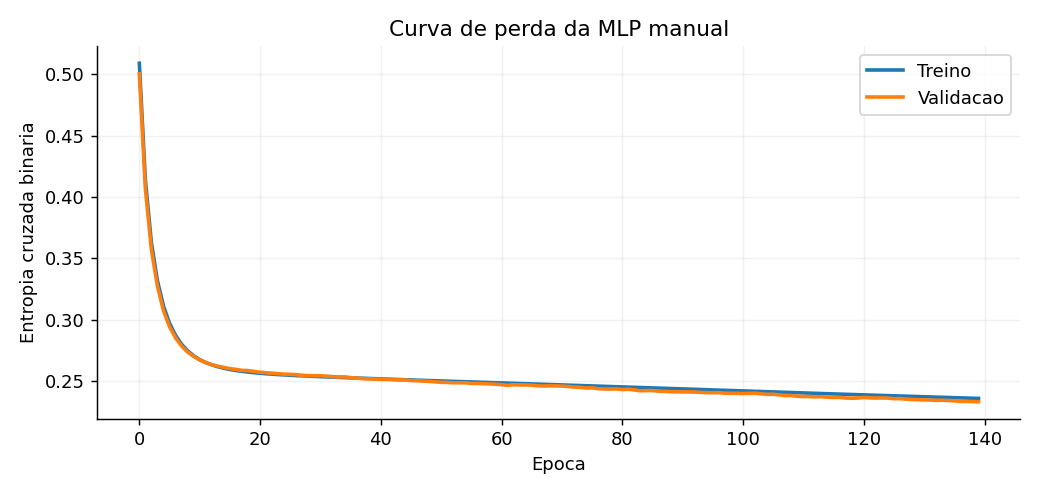 Curva de perda da MLP manual
Treino
Validacao
Entropia cruzada binaria
0.50
0.45
0.40
0.35
0.30
0.25
0 20 40 60 80 100 120 140
Epoca